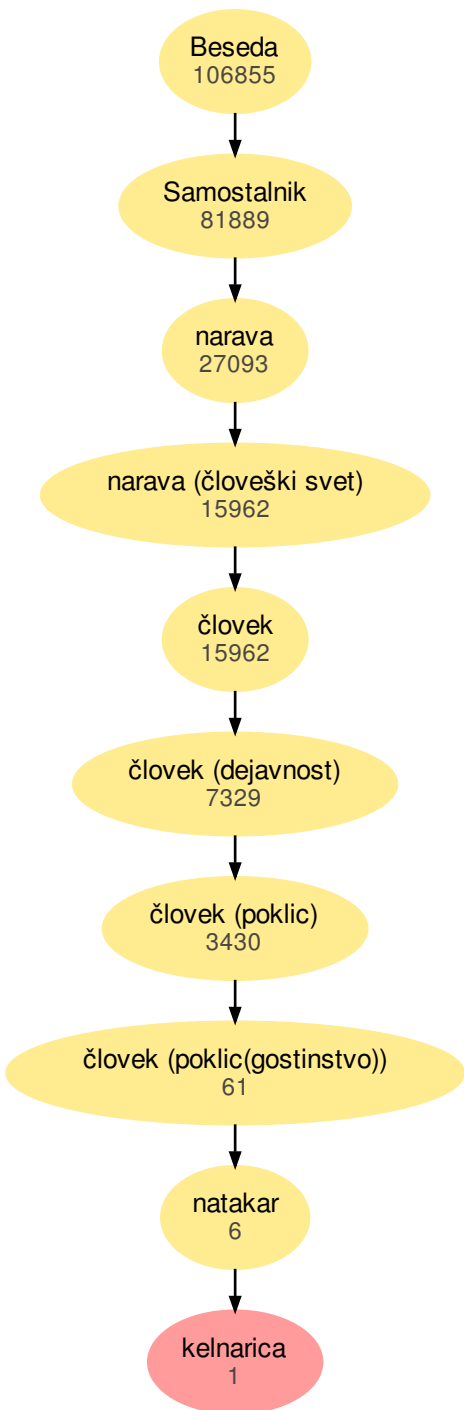 Beseda
106855
Samostalnik
81889
narava
27093
narava (človeški svet)
15962
človek
15962
človek (dejavnost)
7329
človek (poklic)
3430
človek (poklic(gostinstvo))
61
natakar
6
kelnarica
1